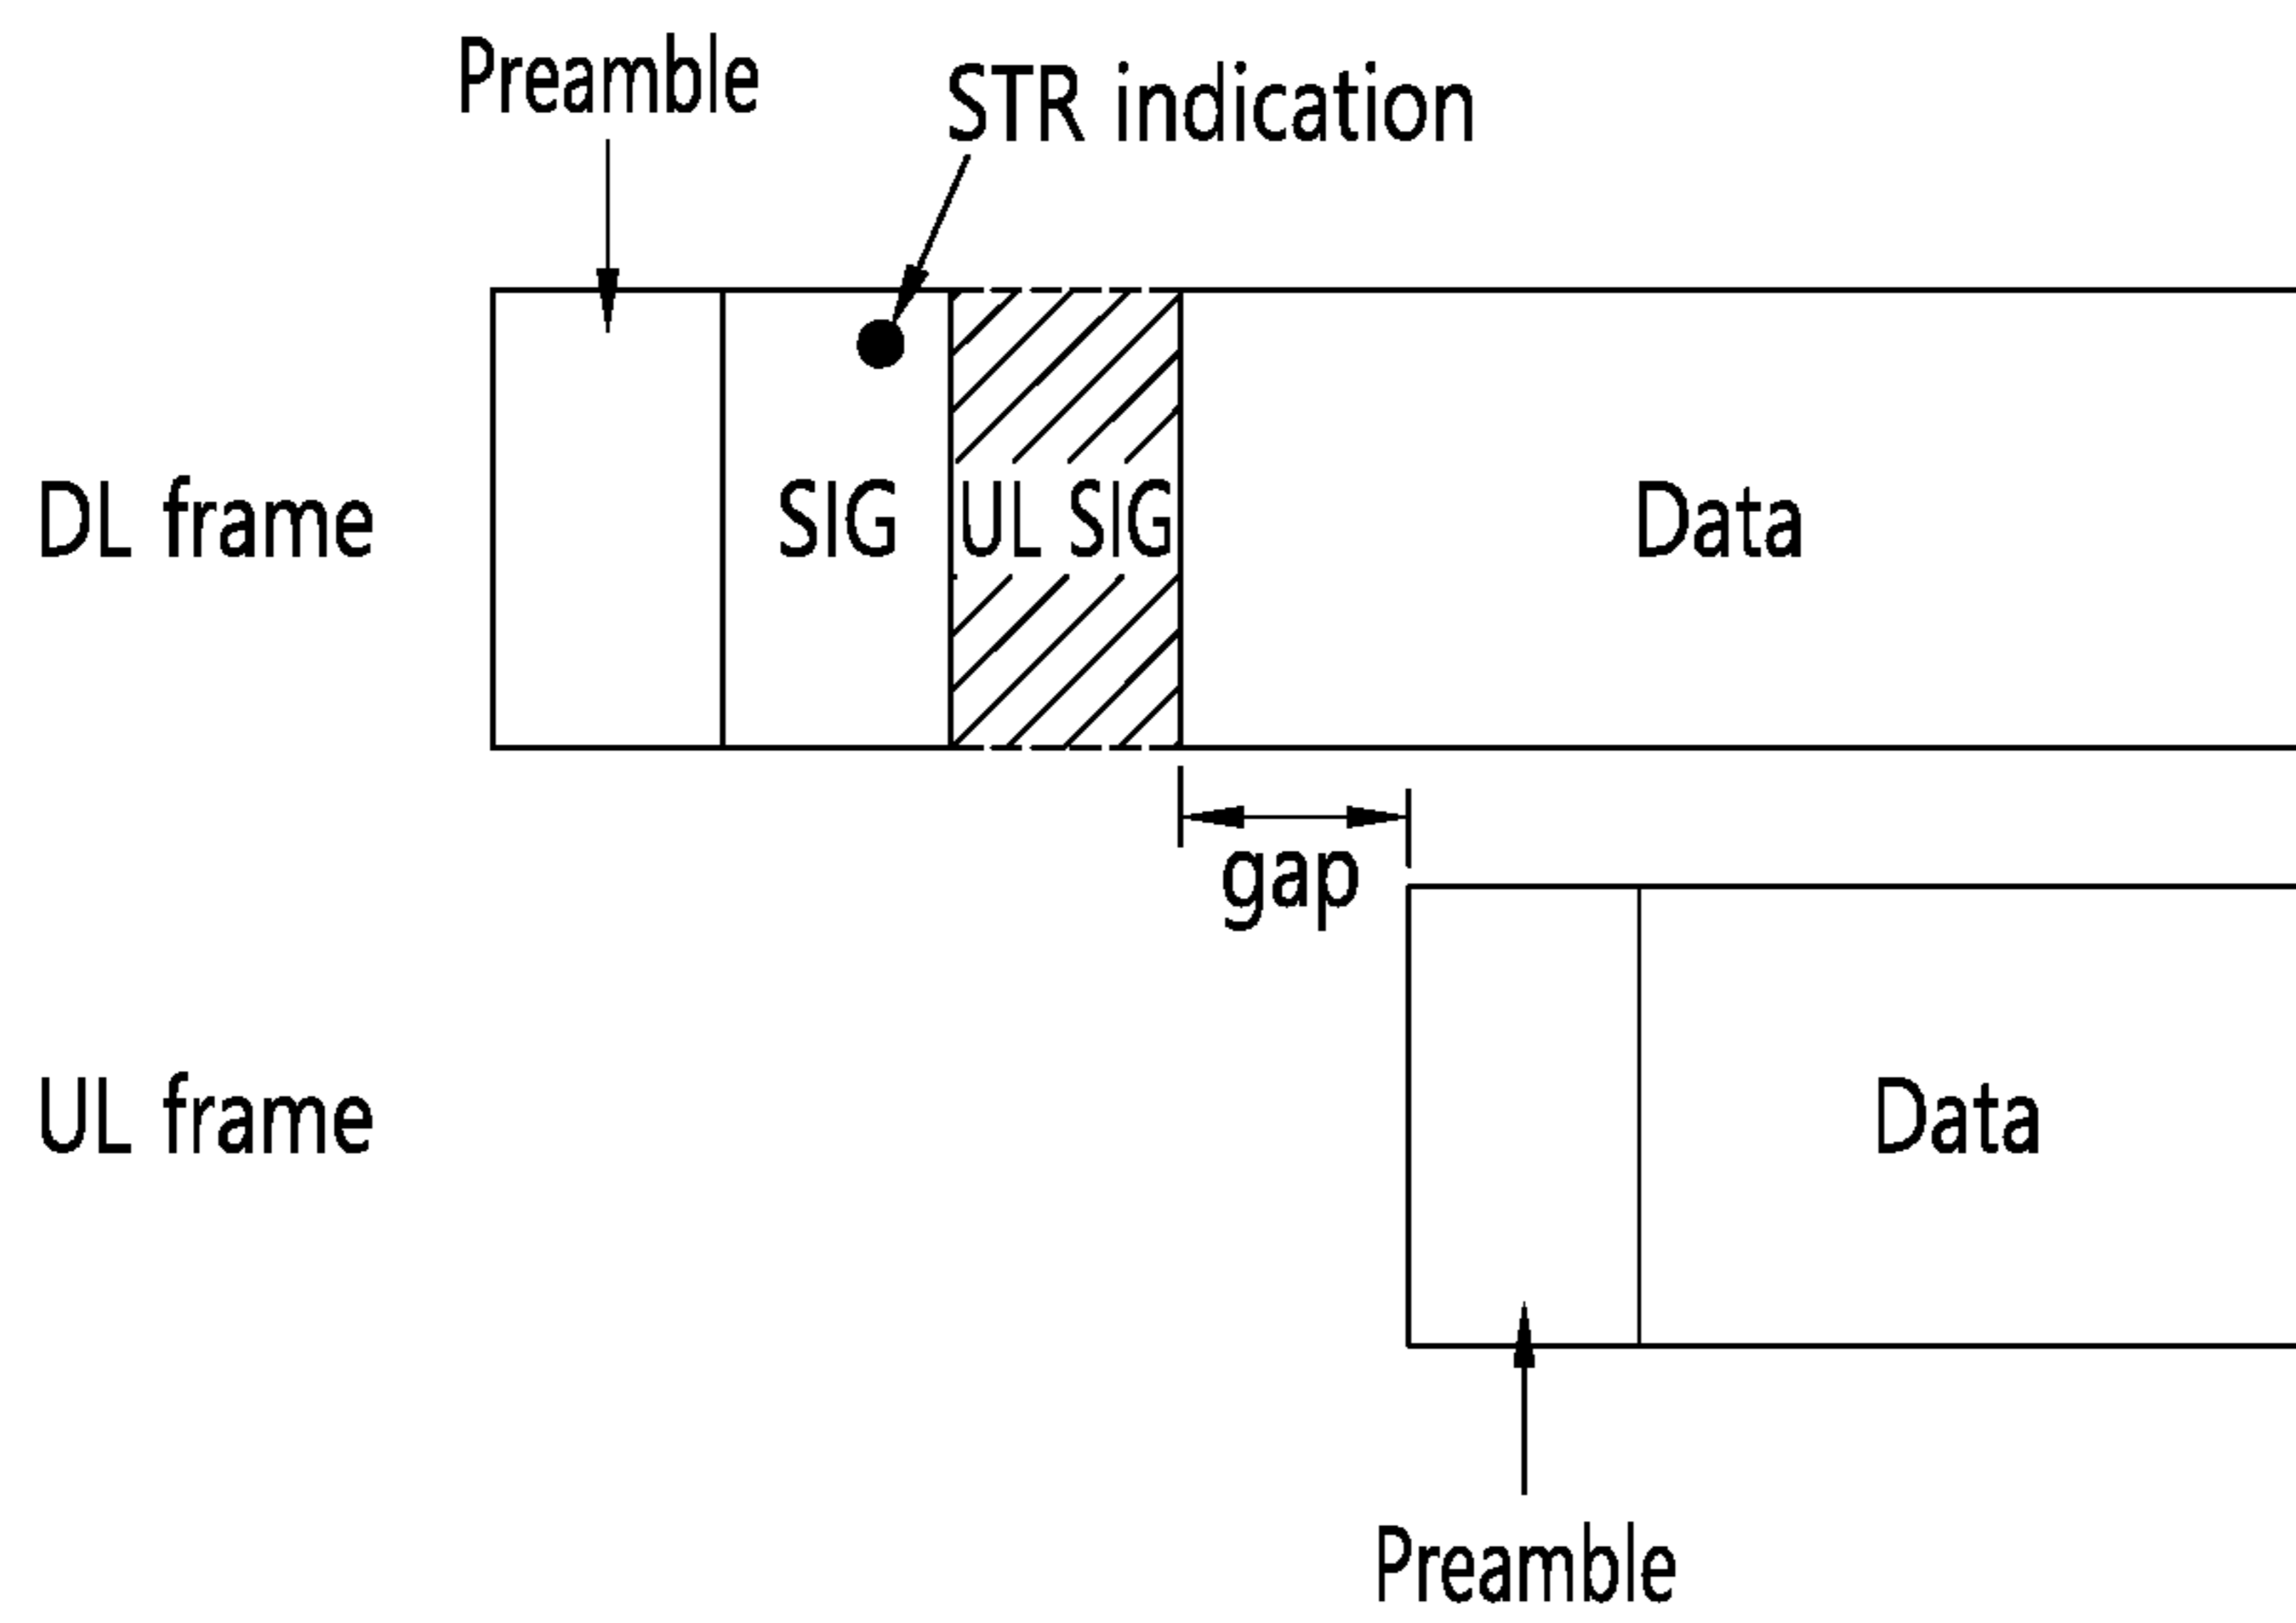 Preamble
STR indication
DL frame
SIG
UL SIG
Data
gap
UL frame
Data
Preamble